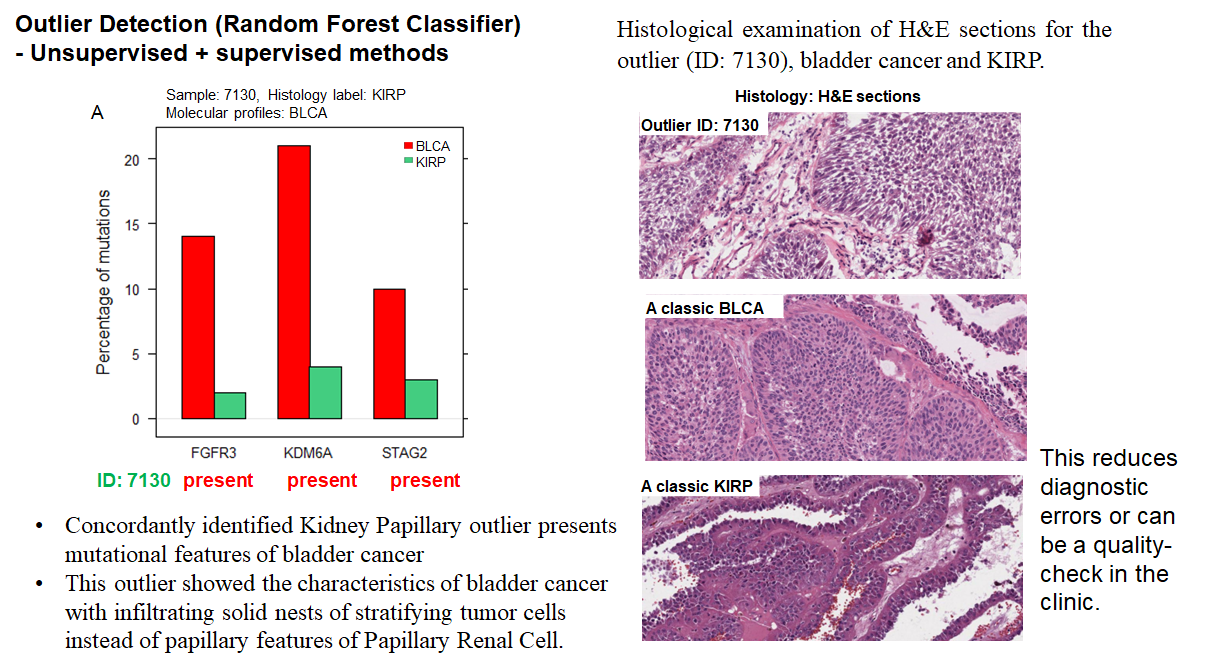 Outlier Detection (Random Forest Classifier)
- Unsupervised + supervised methods
A
Sample: 7130, Histology label: KIRP
Molecular profiles: BLCA
BLCA
KIRP
Percentage of mutations
20
15
10
5
0
FGFR3 KDM6A STAG2
ID: 7130 present present present
• Concordantly identified Kidney Papillary outlier presents
mutational features of bladder cancer
• This outlier showed the characteristics of bladder cancer
with infiltrating solid nests of stratifying tumor cells
instead of papillary features of Papillary Renal Cell.
Histological examination of H&E sections for the
outlier (ID: 7130), bladder cancer and KIRP.
Histology: H&E sections
Outlier ID: 7130
A classic BLCA
A classic KIRP
This reduces
diagnostic
errors or can
be a quality-
check in the
clinic.